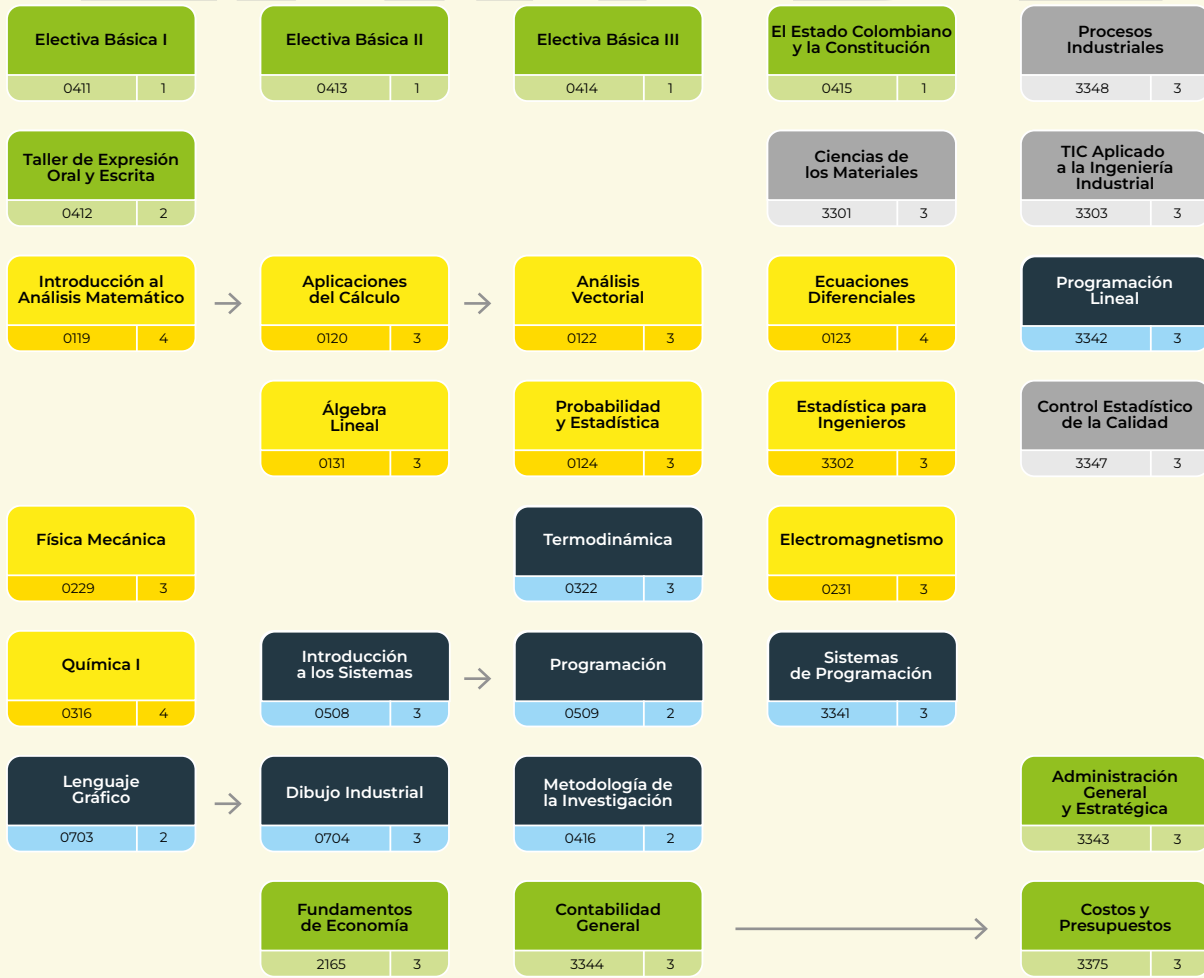 Electiva Básica I
0411 1
Electiva Básica II
0413 1
Electiva Básica III
0414 1
El Estado Colombiano
y la Constitución
0415 1
Procesos
Industriales
3348 3
Taller de Expresión
Oral y Escrita
0412 2
Ciencias de
los Materiales
3301 3
TIC Aplicado
a la Ingeniería
Industrial
3303 3
Introducción al
Análisis Matemático
0119 4
Aplicaciones
del Cálculo
0120 3
Análisis
Vectorial
0122 3
Ecuaciones
Diferenciales
0123 4
Programación
Lineal
3342 3
Álgebra
Lineal
0131 3
Probabilidad
y Estadística
0124 3
Estadística para
Ingenieros
3302 3
Control Estadístico
de la Calidad
3347 3
Física Mecánica
0229 3
Termodinámica
0322 3
Electromagnetismo
0231 3
Química I
0316 4
Introducción
a los Sistemas
0508 3
Programación
0509 2
Sistemas
de Programación
3341 3
Lenguaje
Gráfico
0703 2
Dibujo Industrial
0704 3
Metodología de
la Investigación
0416 2
Administración
General
y Estratégica
3343 3
Fundamentos
de Economía
2165 3
Contabilidad
General
3344 3
Costos y
Presupuestos
3375 3